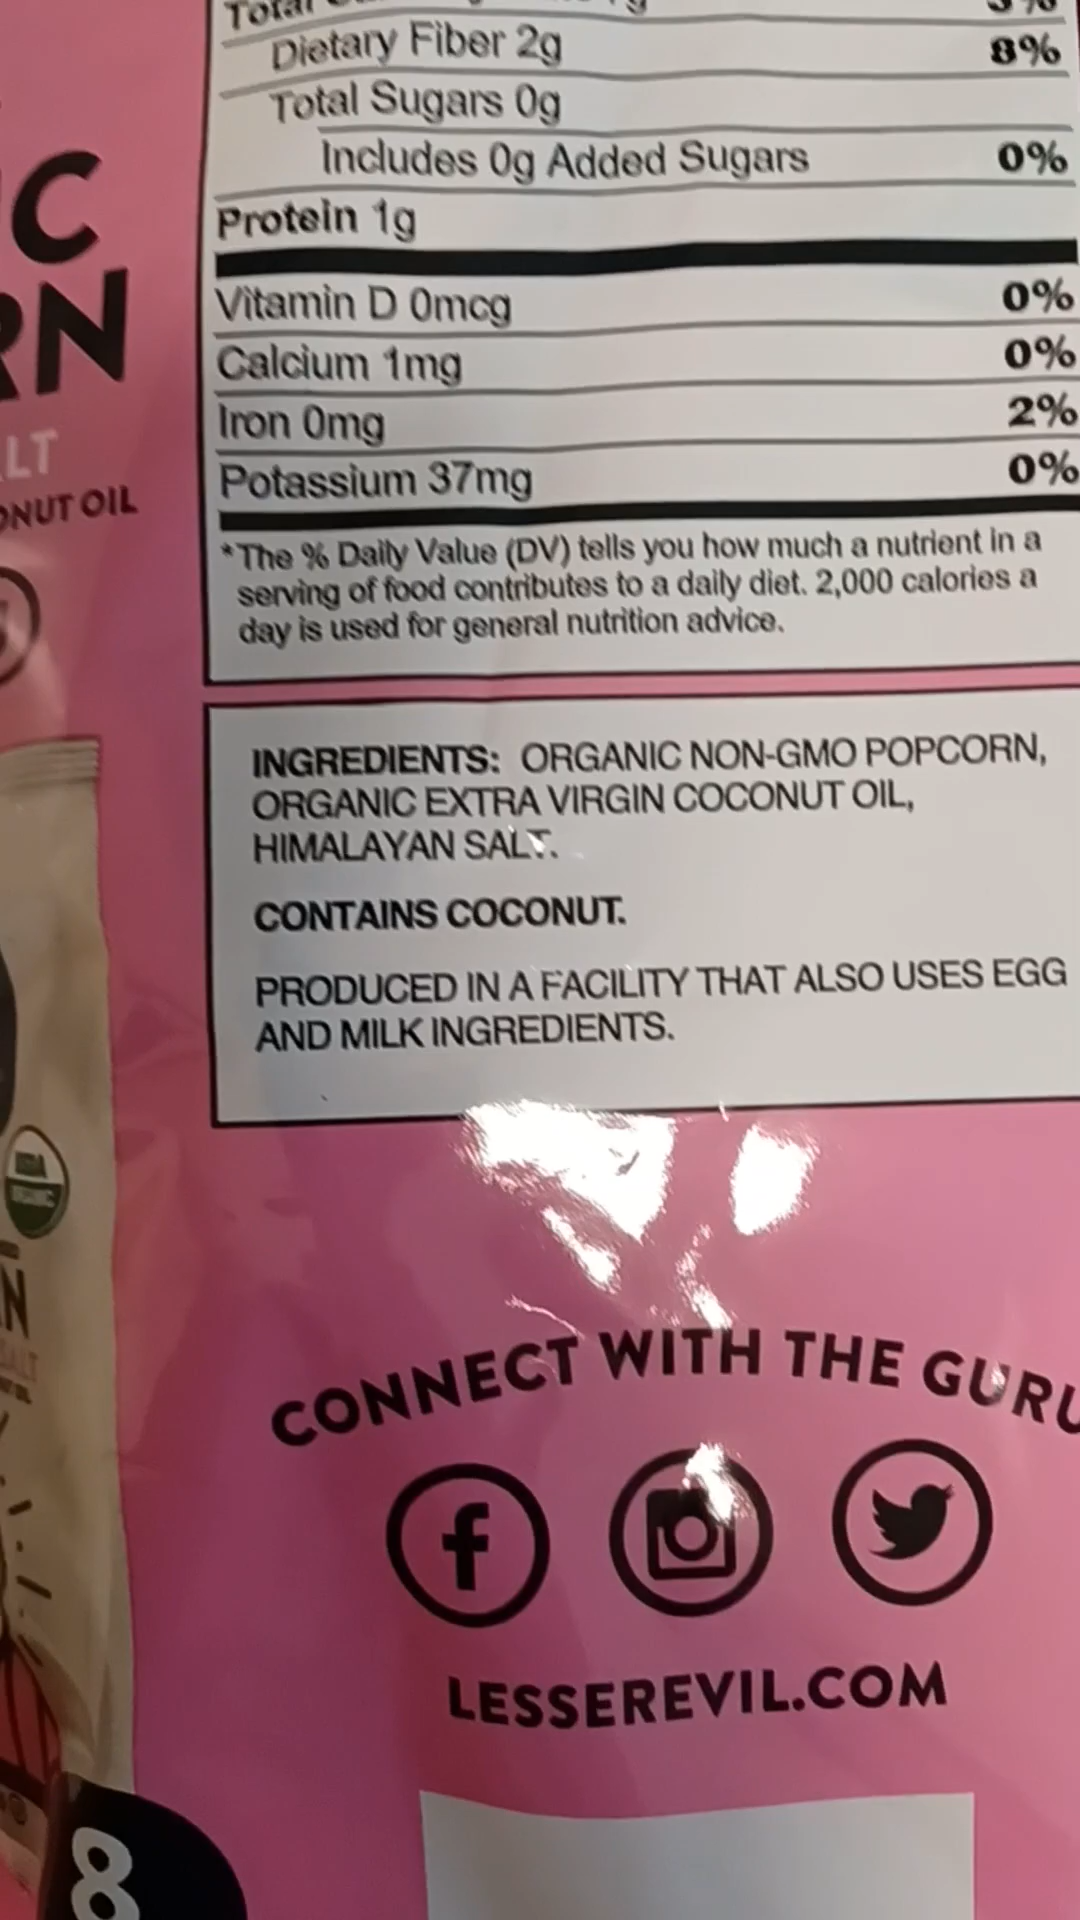 Total
Dietary Fiber 2g 8%
Total Sugars 0g
Includes 0g Added Sugars 0%
Protein 1g
Vitamin D 0mcg 0%
Calcium 1mg 0%
Iron 0mg 2%
Potassium 37mg 0%
*The % Daily Value (DV) tells you how much a nutrient in a
serving of food contributes to a daily diet. 2,000 calories a
day is used for general nutrition advice.
INGREDIENTS: ORGANIC NON-GMO POPCORN,
ORGANIC EXTRA VIRGIN COCONUT OIL,
HIMALAYAN SALT.
CONTAINS COCONUT.
PRODUCED IN A FACILITY THAT ALSO USES EGG
AND MILK INGREDIENTS.
CONNECT WITH THE GURU
LESSEREVIL.COM
C
RN
LT
ONUT OIL
USDA
ORGANIC
N
SALT
8